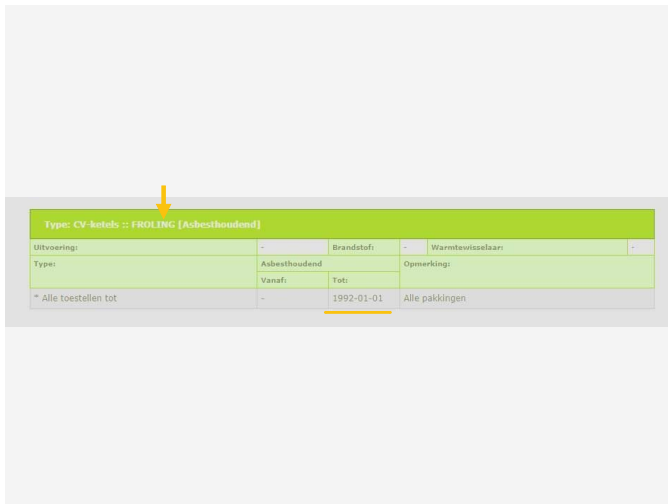 Type: CV-ketels :: FROLING [Asbesthoudend]
Uitvoering: - Brandstof: - Warmtewisselaar: -
Type: Asbesthoudend Opmerking:
Vanaf: Tot:
* Alle toestellen tot - 1992-01-01 Alle pakkingen